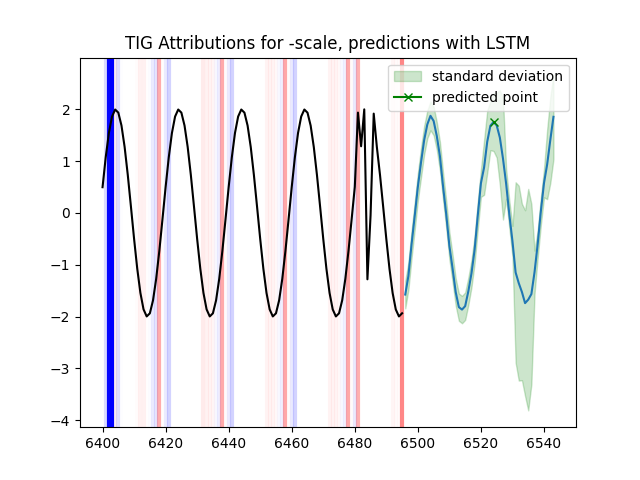 TIG Attributions for -scale, predictions with LSTM
standard deviation
predicted point
2
1
0
−1
−2
−3
−4
6400 6420 6440 6460 6480 6500 6520 6540